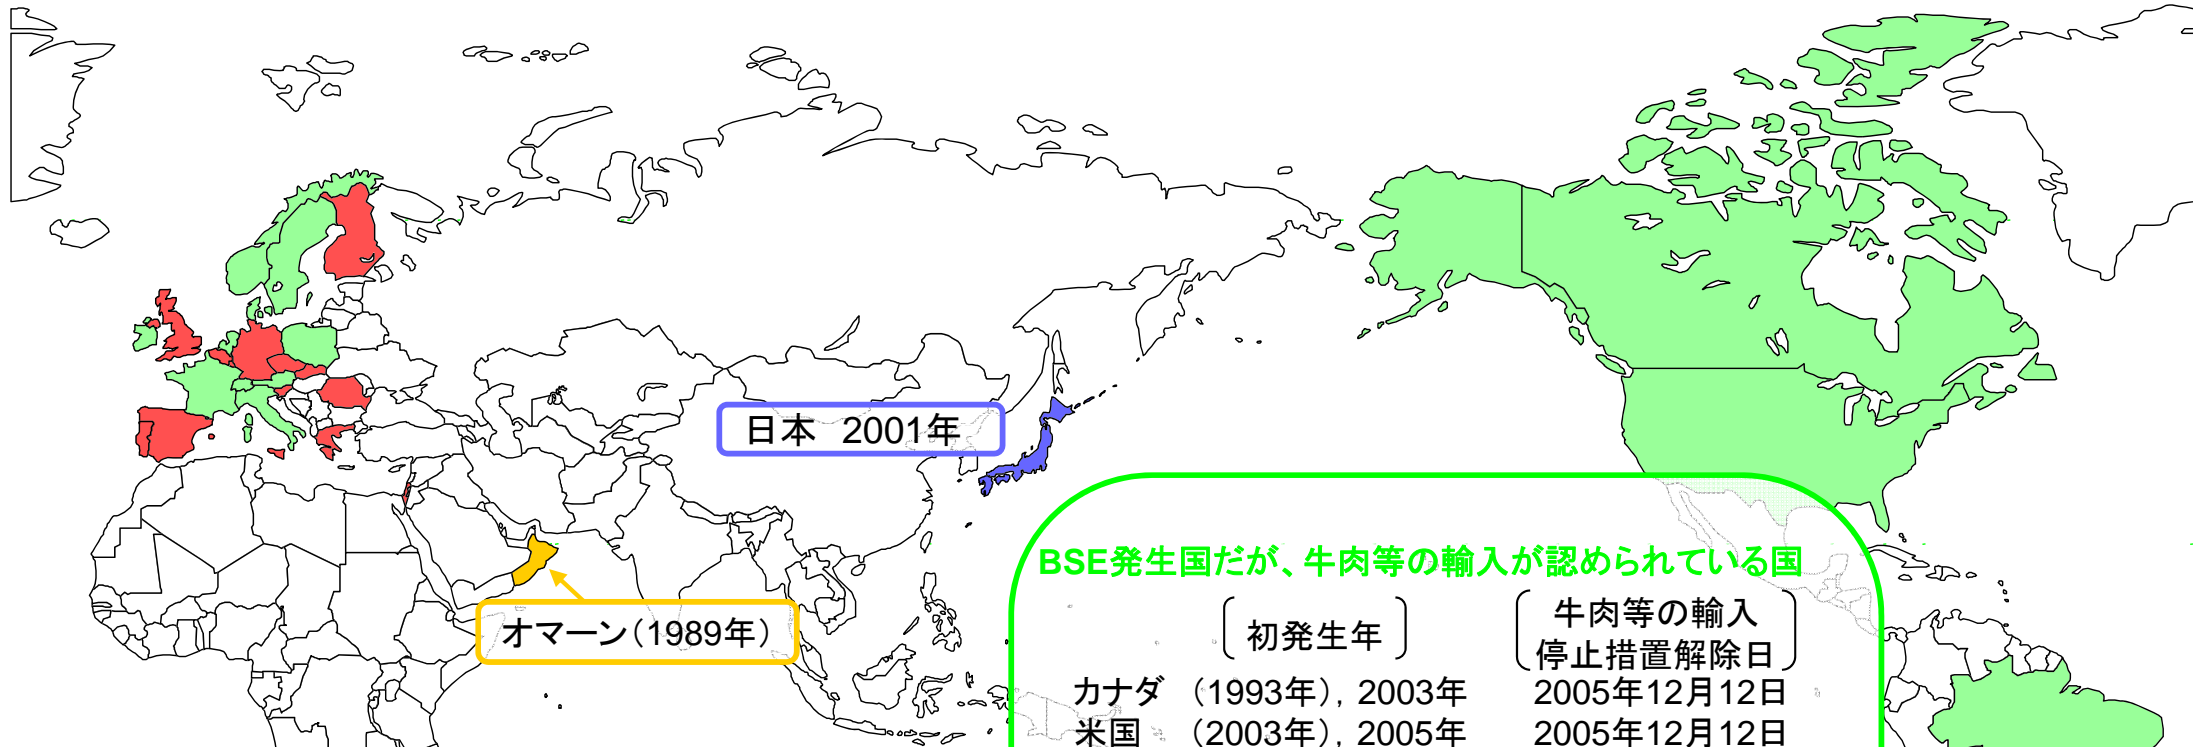 日本 2001年
オマーン(1989年)
BSE発生国だが、牛肉等の輸入が認められている国
初発生年
牛肉等の輸入
停止措置解除日
カナダ (1993年), 2003年 2005年12月12日
米国 (2003年), 2005年 2005年12月12日